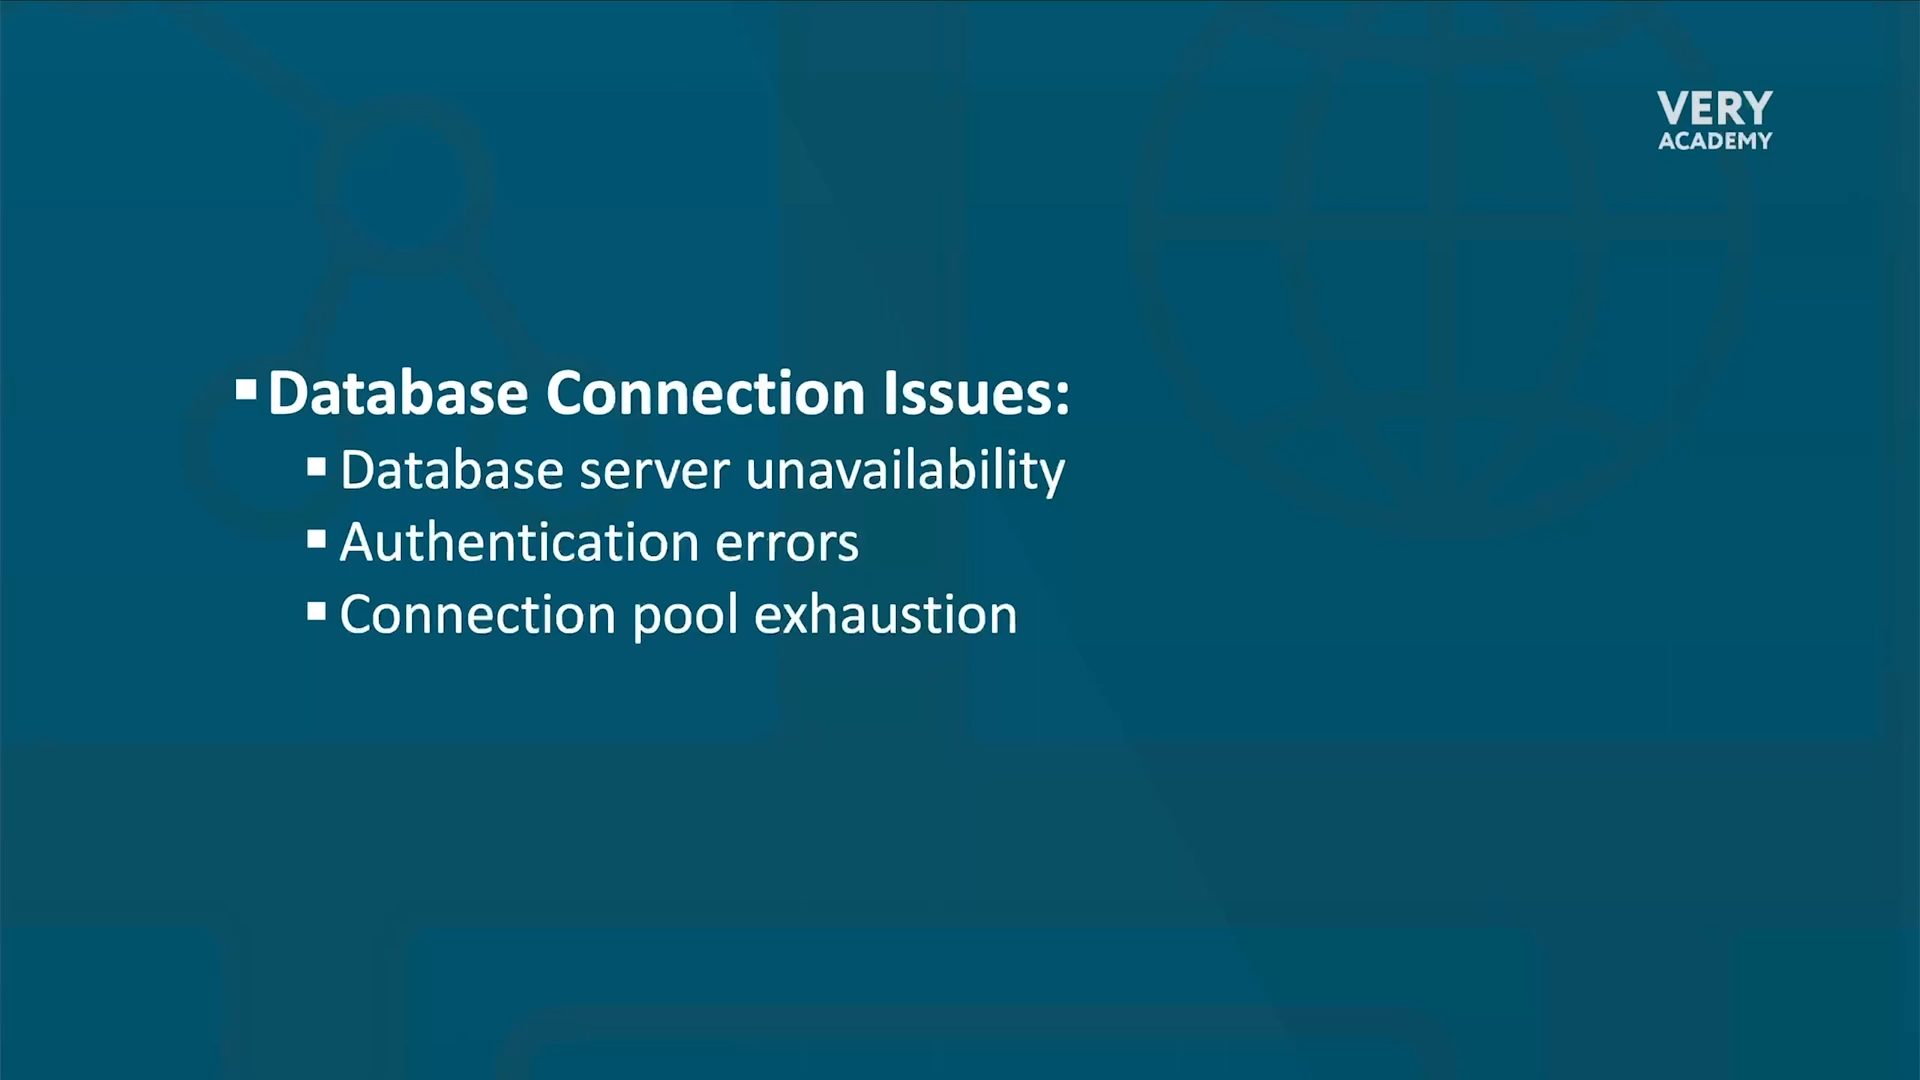 VERY
ACADEMY
▪ Database Connection Issues:
▪ Database server unavailability
▪ Authentication errors
▪ Connection pool exhaustion